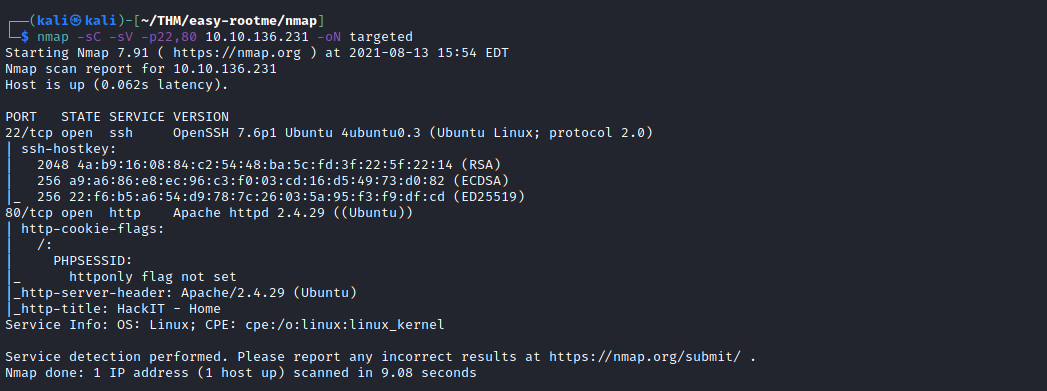 ┌──(kali㉿kali)-[~/THM/easy-rootme/nmap]
└─$ nmap -sC -sV -p22,80 10.10.136.231 -oN targeted
Starting Nmap 7.91 ( https://nmap.org ) at 2021-08-13 15:54 EDT
Nmap scan report for 10.10.136.231
Host is up (0.062s latency).

PORT   STATE SERVICE VERSION
22/tcp open  ssh     OpenSSH 7.6p1 Ubuntu 4ubuntu0.3 (Ubuntu Linux; protocol 2.0)
| ssh-hostkey:
|   2048 4a:b9:16:08:84:c2:54:48:ba:5c:fd:3f:22:5f:22:14 (RSA)
|   256 a9:a6:86:e8:ec:96:c3:f0:03:cd:16:d5:49:73:d0:82 (ECDSA)
|_  256 22:f6:b5:a6:54:d9:78:7c:26:03:5a:95:f3:f9:df:cd (ED25519)
80/tcp open  http    Apache httpd 2.4.29 ((Ubuntu))
| http-cookie-flags:
|   /:
|     PHPSESSID:
|_      httponly flag not set
|_http-server-header: Apache/2.4.29 (Ubuntu)
|_http-title: HackIT - Home
Service Info: OS: Linux; CPE: cpe:/o:linux:linux_kernel

Service detection performed. Please report any incorrect results at https://nmap.org/submit/ .
Nmap done: 1 IP address (1 host up) scanned in 9.08 seconds